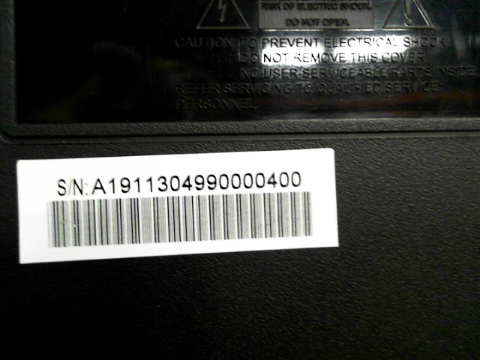 RISK OF ELECTRIC SHOCK
DO NOT OPEN.
CAUTION: TO PREVENT ELECTRICAL SHOCK
DO NOT REMOVE THIS COVER
NO USER-SERVICEABLE PARTS INSIDE
REFER SERVICING TO QUALIFIED SERVICE
PERSONNEL
S/N: A1911304990000400